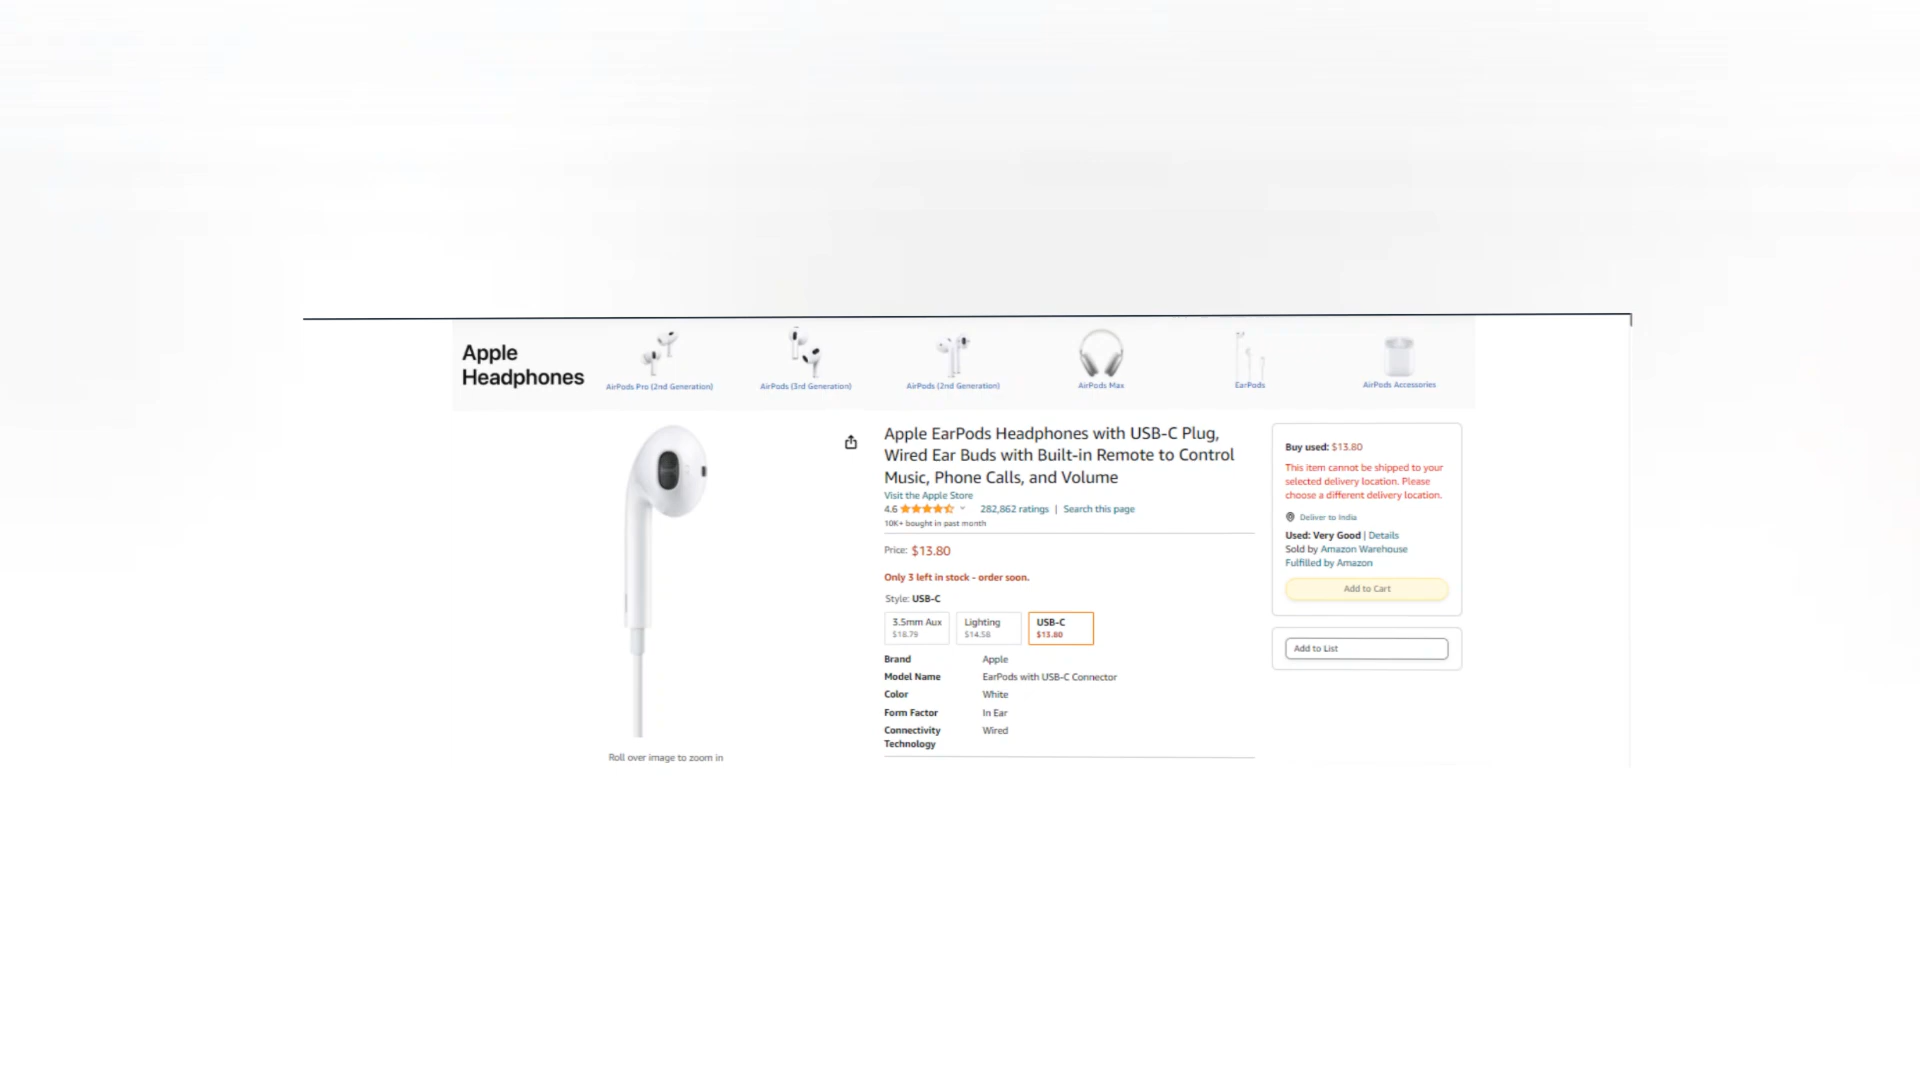 Apple
Headphones
AirPods Pro (2nd Generation)
AirPods (3rd Generation)
AirPods (2nd Generation)
AirPods Max
EarPods
AirPods Accessories
Apple EarPods Headphones with USB-C Plug,
Wired Ear Buds with Built-in Remote to Control
Music, Phone Calls, and Volume
Visit the Apple Store
4.6 282,862 ratings | Search this page
10K+ bought in past month
Price: $13.80
Only 3 left in stock - order soon.
Style: USB-C
3.5mm Aux
$18.79
Lighting
$14.58
USB-C
$13.80
Brand Apple
Model Name EarPods with USB-C Connector
Color White
Form Factor In Ear
Connectivity Wired
Technology
Roll over image to zoom in
Buy used: $13.80
This item cannot be shipped to your
selected delivery location. Please
choose a different delivery location.
Deliver to India
Used: Very Good | Details
Sold by Amazon Warehouse
Fulfilled by Amazon
Add to Cart
Add to List